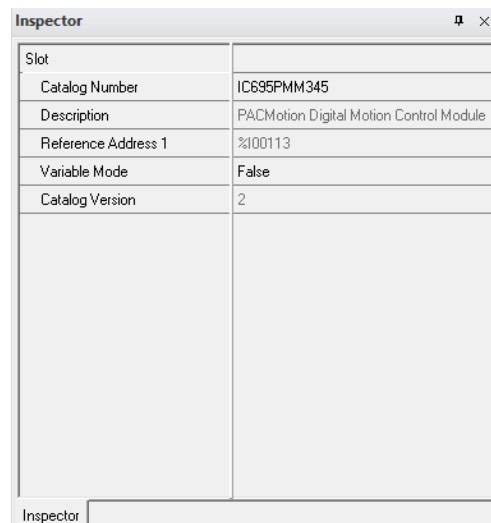 Inspector
Slot
Catalog Number IC695PMM345
Description PACMotion Digital Motion Control Module
Reference Address 1 %I00113
Variable Mode False
Catalog Version 2
Inspector